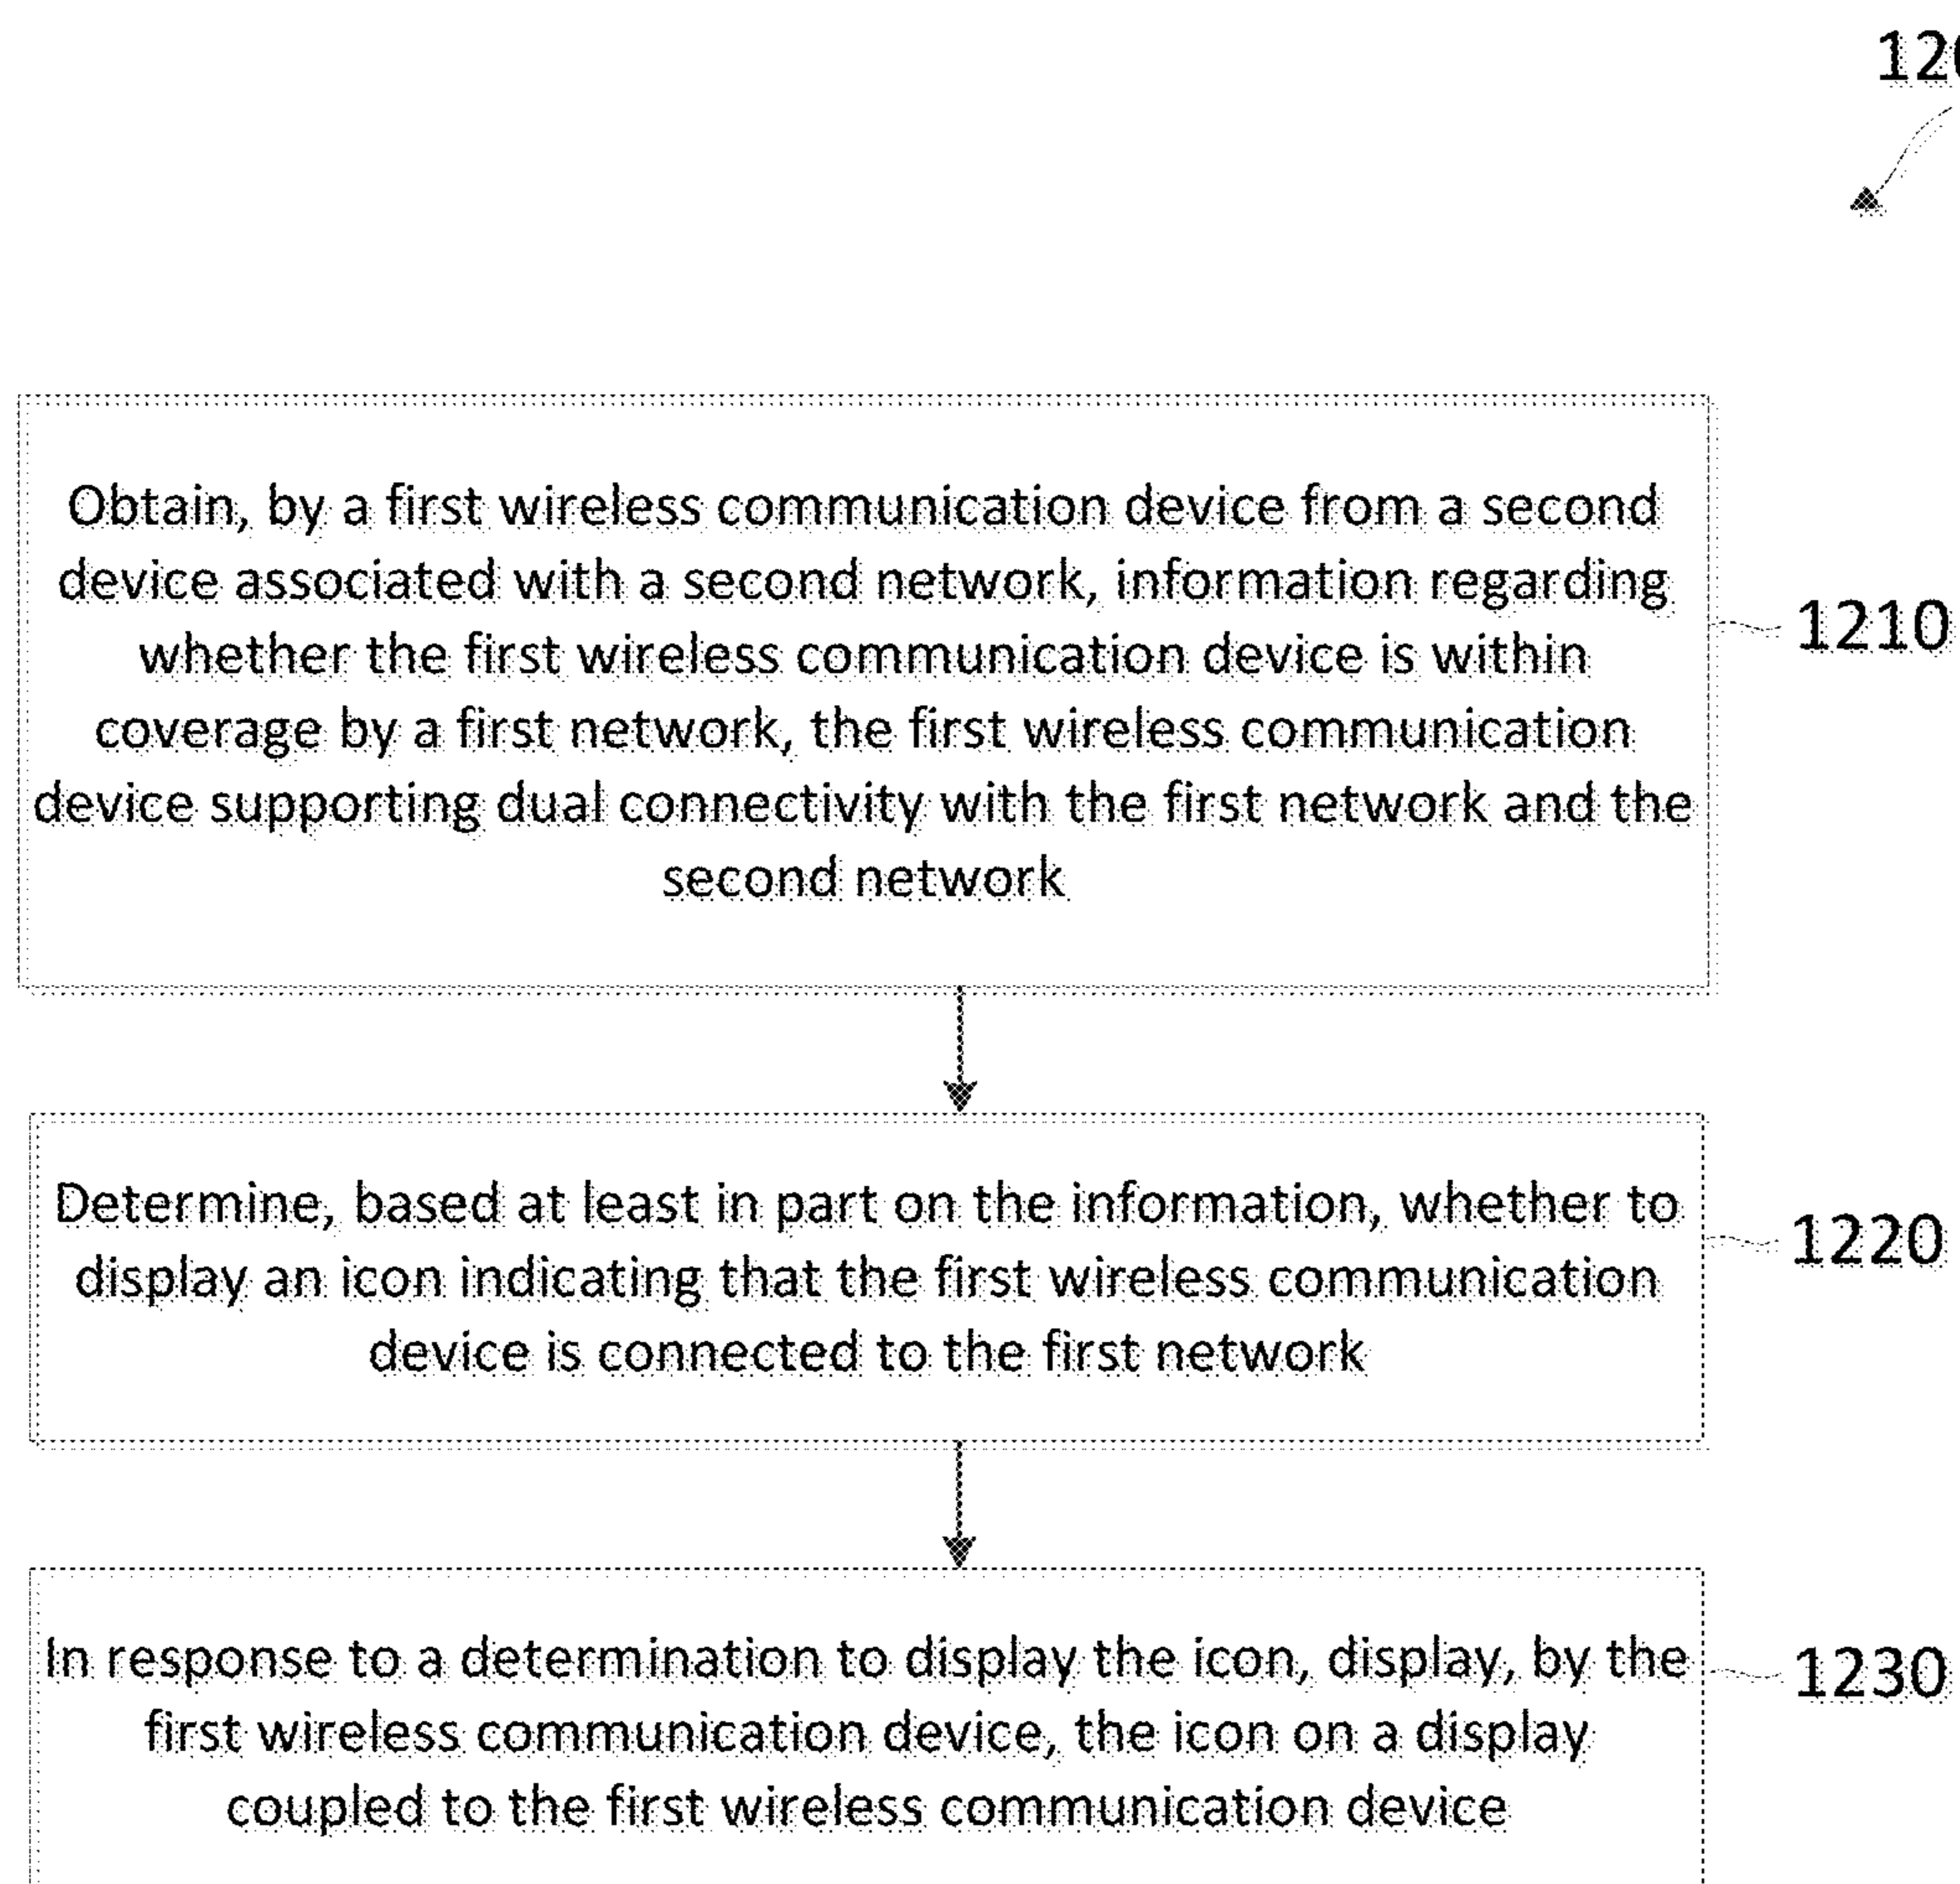 Obtain, by a first wireless communication device from a second
device associated with a second network, information regarding
whether the first wireless communication device is within
coverage by a first network, the first wireless communication
device supporting dual connectivity with the first network and the
second network
1210
Determine, based at least in part on the information, whether to
display an icon indicating that the first wireless communication
device is connected to the first network
1220
In response to a determination to display the icon, display, by the
first wireless communication device, the icon on a display
coupled to the first wireless communication device
1230